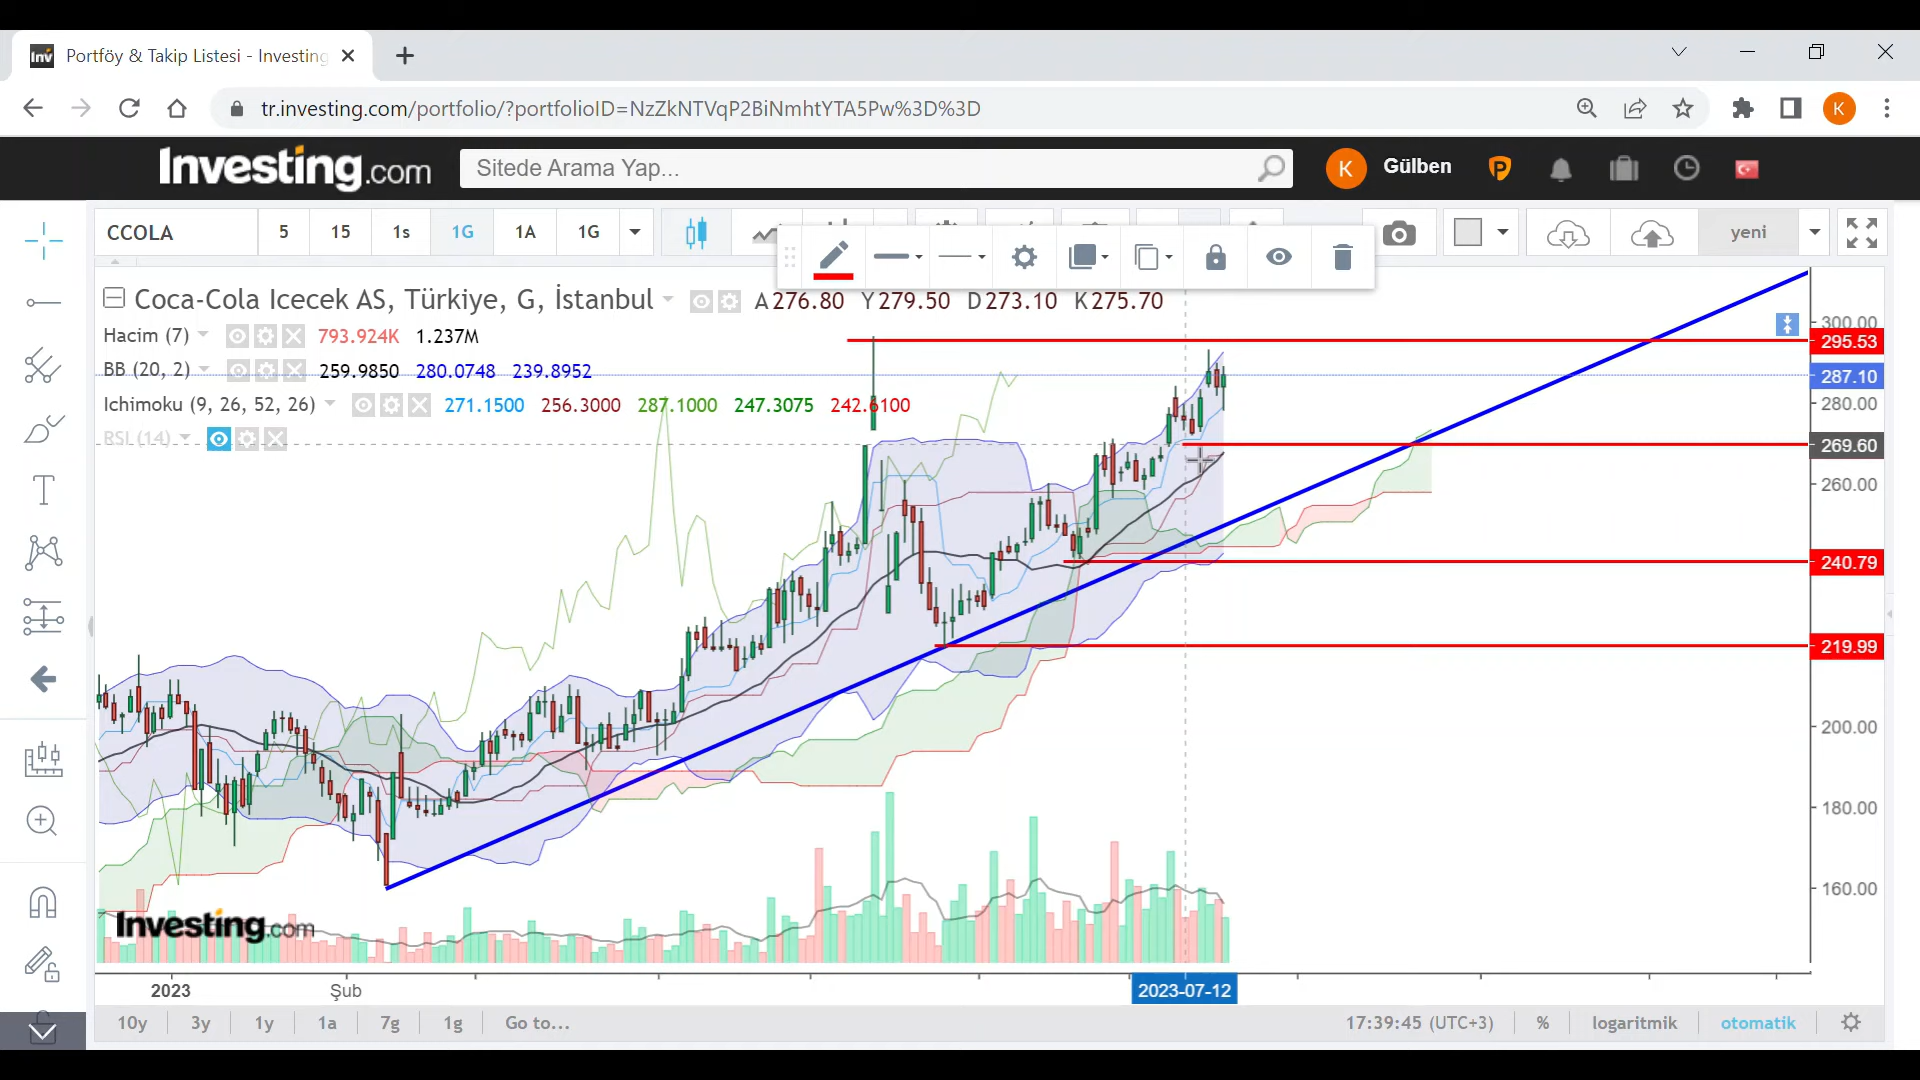 Portföy & Takip Listesi - Investing
tr.investing.com/portfolio/?portfolioID=NzZkNTVqP2BiNmhtYTA5Pw%3D%3D
K
Investing.com
Sitede Arama Yap...
K
Gülben
CCOLA
5
15
1s
1G
1A
1G
yeni
Coca-Cola Icecek AS, Türkiye, G, İstanbul
A276.80 Y279.50 D273.10 K275.70
Hacim (7)
793.924K 1.237M
BB (20, 2)
259.9850 280.0748 239.8952
Ichimoku (9, 26, 52, 26)
271.1500 256.3000 287.1000 247.3075 242.6100
RSI (14)
300.00
295.53
287.10
280.00
269.60
260.00
240.79
219.99
200.00
180.00
160.00
Investing.com
2023
Şub
2023-07-12
10y 3y 1y 1a 7g 1g Go to...
17:39:45 (UTC+3) % logaritmik otomatik